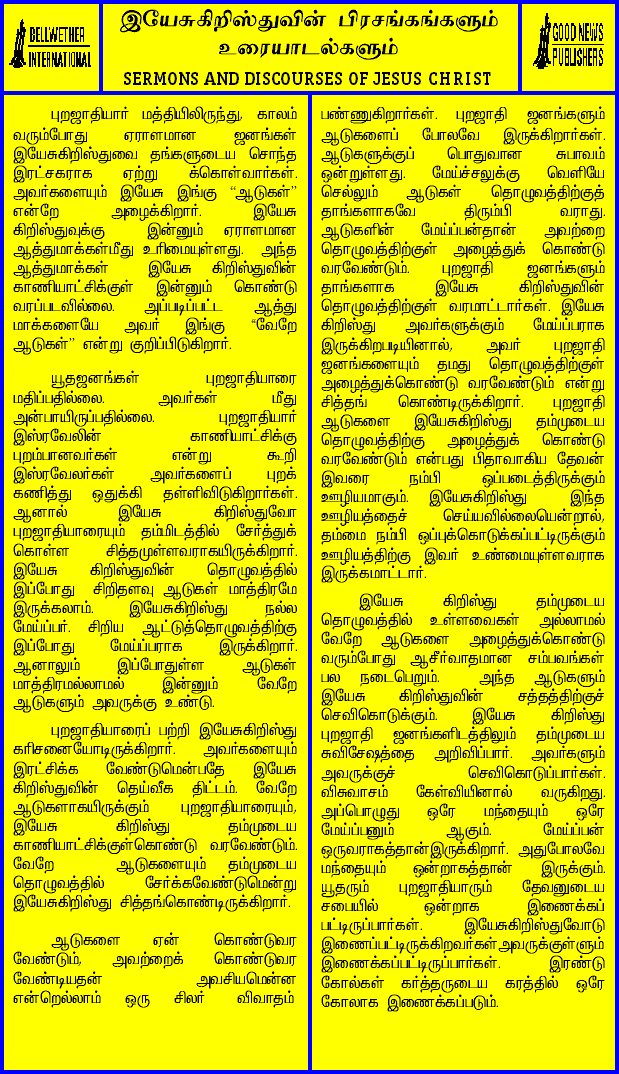 BELLWETHER
INTERNATIONAL
இயேசுகிறிஸ்துவின் பிரசங்கங்களும்
உரையாடல்களும்
SERMONS AND DISCOURSES OF JESUS CHRIST
GOOD NEWS
PUBLISHERS
புறஜாதியார் மத்தியிலிருந்து, காலம்
வரும்போது ஏராளமான ஜனங்கள்
இயேசுகிறிஸ்துவை தங்களுடைய சொந்த
இரட்சகராக ஏற்று க்கொள்வார்கள்.
அவர்களையும் இயேசு இங்கு “ஆடுகள்”
என்றே அழைக்கிறார். இயேசு
கிறிஸ்துவுக்கு இன்னும் ஏராளமான
ஆத்துமாக்கள்மீது உரிமையுள்ளது. அந்த
ஆத்துமாக்கள் இயேசு கிறிஸ்துவின்
காணியாட்சிக்குள் இன்னும் கொண்டு
வரப்படவில்லை. அப்படிப்பட்ட ஆத்து
மாக்களையே அவர் இங்கு “வேறே
ஆடுகள்” என்று குறிப்பிடுகிறார்.
யூதஜனங்கள் புறஜாதியாரை
மதிப்பதில்லை. அவர்கள் மீது
அன்பாயிருப்பதில்லை. புறஜாதியார்
இஸ்ரவேலின் காணியாட்சிக்கு
புறம்பானவர்கள் என்று கூறி
இஸ்ரவேலர்கள் அவர்களைப் புறக்
கணித்து ஒதுக்கி தள்ளிவிடுகிறார்கள்.
ஆனால் இயேசு கிறிஸ்துவோ
புறஜாதியாரையும் தம்மிடத்தில் சேர்த்துக்
கொள்ள சித்தமுள்ளவராகயிருக்கிறார்.
இயேசு கிறிஸ்துவின் தொழுவத்தில்
இப்போது சிறிதளவு ஆடுகள் மாத்திரமே
இருக்கலாம். இயேசுகிறிஸ்து நல்ல
மேய்ப்பர். சிறிய ஆட்டுத்தொழுவத்திற்கு
இப்போது மேய்ப்பராக இருக்கிறார்.
ஆனாலும் இப்போதுள்ள ஆடுகள்
மாத்திரமல்லாமல் இன்னும் வேறே
ஆடுகளும் அவருக்கு உண்டு.
புறஜாதியாரைப் பற்றி இயேசுகிறிஸ்து
கரிசனையோடிருக்கிறார். அவர்களையும்
இரட்சிக்க வேண்டுமென்பதே இயேசு
கிறிஸ்துவின் தெய்வீக திட்டம். வேறே
ஆடுகளாகயிருக்கும் புறஜாதியாரையும்,
இயேசு கிறிஸ்து தம்முடைய
காணியாட்சிக்குள்கொண்டு வரவேண்டும்.
வேறே ஆடுகளையும் தம்முடைய
தொழுவத்தில் சேர்க்கவேண்டுமென்று
இயேசுகிறிஸ்து சித்தங்கொண்டிருக்கிறார்.
ஆடுகளை ஏன் கொண்டுவர
வேண்டும், அவற்றைக் கொண்டுவர
வேண்டியதன் அவசியமென்ன
என்றெல்லாம் ஒரு சிலர் விவாதம்
பண்ணுகிறார்கள். புறஜாதி ஜனங்களும்
ஆடுகளைப் போலவே இருக்கிறார்கள்.
ஆடுகளுக்குப் பொதுவான சுபாவம்
ஒன்றுள்ளது. மேய்ச்சலுக்கு வெளியே
செல்லும் ஆடுகள் தொழுவத்திற்குத்
தாங்களாகவே திரும்பி வராது.
ஆடுகளின் மேய்ப்பன்தான் அவற்றை
தொழுவத்திற்குள் அழைத்துக் கொண்டு
வரவேண்டும். புறஜாதி ஜனங்களும்
தாங்களாக இயேசு கிறிஸ்துவின்
தொழுவத்திற்குள் வரமாட்டார்கள். இயேசு
கிறிஸ்து அவர்களுக்கும் மேய்ப்பராக
இருக்கிறபடியினால், அவர் புறஜாதி
ஜனங்களையும் தமது தொழுவத்திற்குள்
அழைத்துக்கொண்டு வரவேண்டும் என்று
சித்தங் கொண்டிருக்கிறார். புறஜாதி
ஆடுகளை இயேசுகிறிஸ்து தம்முடைய
தொழுவத்திற்கு அழைத்துக் கொண்டு
வரவேண்டும் என்பது பிதாவாகிய தேவன்
இவரை நம்பி ஒப்படைத்திருக்கும்
ஊழியமாகும். இயேசுகிறிஸ்து இந்த
ஊழியத்தைச் செய்யவில்லையென்றால்,
தம்மை நம்பி ஒப்புக்கொடுக்கப்பட்டிருக்கும்
ஊழியத்திற்கு இவர் உண்மையுள்ளவராக
இருக்கமாட்டார்.
இயேசு கிறிஸ்து தம்முடைய
தொழுவத்தில் உள்ளவைகள் அல்லாமல்
வேறே ஆடுகளை அழைத்துக்கொண்டு
வரும்போது ஆசீர்வாதமான சம்பவங்கள்
பல நடைபெறும். அந்த ஆடுகளும்
இயேசு கிறிஸ்துவின் சத்தத்திற்குச்
செவிகொடுக்கும். இயேசு கிறிஸ்து
புறஜாதி ஜனங்களிடத்திலும் தம்முடைய
சுவிசேஷத்தை அறிவிப்பார். அவர்களும்
அவருக்குச் செவிகொடுப்பார்கள்.
விசுவாசம் கேள்வியினால் வருகிறது.
அப்பொழுது ஒரே மந்தையும் ஒரே
மேய்ப்பனும் ஆகும். மேய்ப்பன்
ஒருவராகத்தான்இருக்கிறார். அதுபோலவே
மந்தையும் ஒன்றாகத்தான் இருக்கும்.
யூதரும் புறஜாதியாரும் தேவனுடைய
சபையில் ஒன்றாக இணைக்கப்
பட்டிருப்பார்கள். இயேசுகிறிஸ்துவோடு
இணைப்பட்டிருக்கிறவர்கள்அவருக்குள்ளும்
இணைக்கப்பட்டிருப்பார்கள். இரண்டு
கோல்கள் கர்த்தருடைய கரத்தில் ஒரே
கோலாக இணைக்கப்படும்.